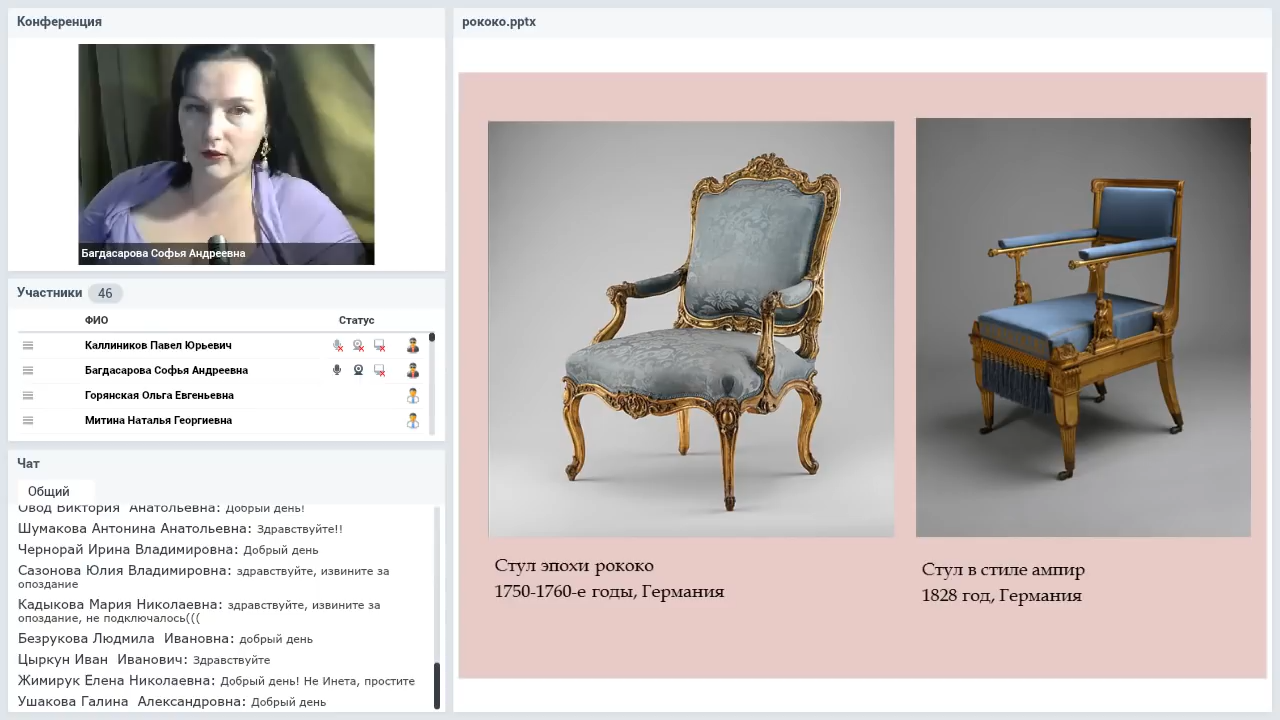 Конференция
Багдасарова Софья Андреевна
Участники 46
ФИО Статус
Каллиников Павел Юрьевич
Багдасарова Софья Андреевна
Горянская Ольга Евгеньевна
Митина Наталья Георгиевна
Чат
Общий
Овод Виктория Анатольевна: Добрый день!
Шумакова Антонина Анатольевна: Здравствуйте!!
Чернорай Ирина Владимировна: Добрый день
Сазонова Юлия Владимировна: здравствуйте, извините за
опоздание
Кадыкова Мария Николаевна: здравствуйте, извините за
опоздание, не подключалось(((
Безрукова Людмила Ивановна: добрый день
Цыркун Иван Иванович: Здравствуйте
Жимирук Елена Николаевна: Добрый день! Не Инета, простите
Ушакова Галина Александровна: Добрый день
рококо.pptx
Стул эпохи рококо
1750-1760-е годы, Германия
Стул в стиле ампир
1828 год, Германия